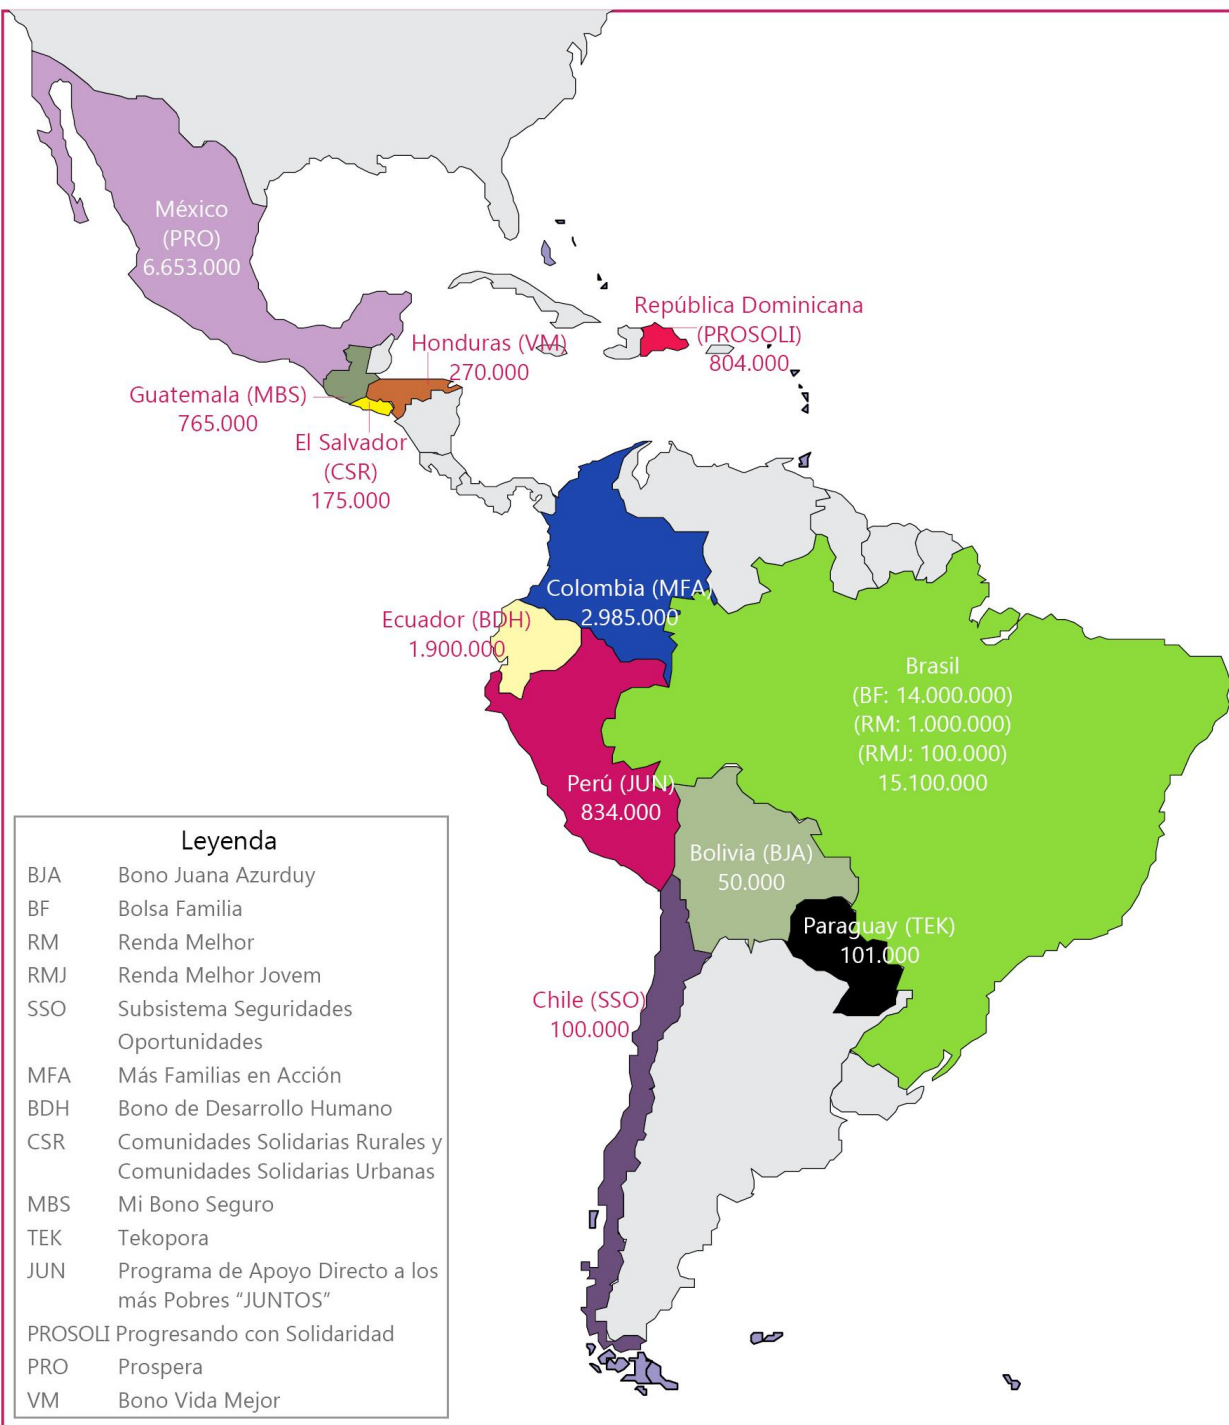 México
(PRO)
6.653.000
República Dominicana
(PROSOLI)
804.000
Honduras (VM)
270.000
Guatemala (MBS)
765.000
El Salvador
(CSR)
175.000
Colombia (MFA)
2.985.000
Ecuador (BDH)
1.900.000
Brasil
(BF: 14.000.000)
(RM: 1.000.000)
(RMJ: 100.000)
15.100.000
Perú (JUN)
834.000
Bolivia (BJA)
50.000
Paraguay (TEK)
101.000
Chile (SSO)
100.000
Leyenda
BJA Bono Juana Azurduy
BF Bolsa Familia
RM Renda Melhor
RMJ Renda Melhor Jovem
SSO Subsistema Seguridades
Oportunidades
MFA Más Familias en Acción
BDH Bono de Desarrollo Humano
CSR Comunidades Solidarias Rurales y
Comunidades Solidarias Urbanas
MBS Mi Bono Seguro
TEK Tekopora
JUN Programa de Apoyo Directo a los
más Pobres “JUNTOS”
PROSOLI Progresando con Solidaridad
PRO Prospera
VM Bono Vida Mejor